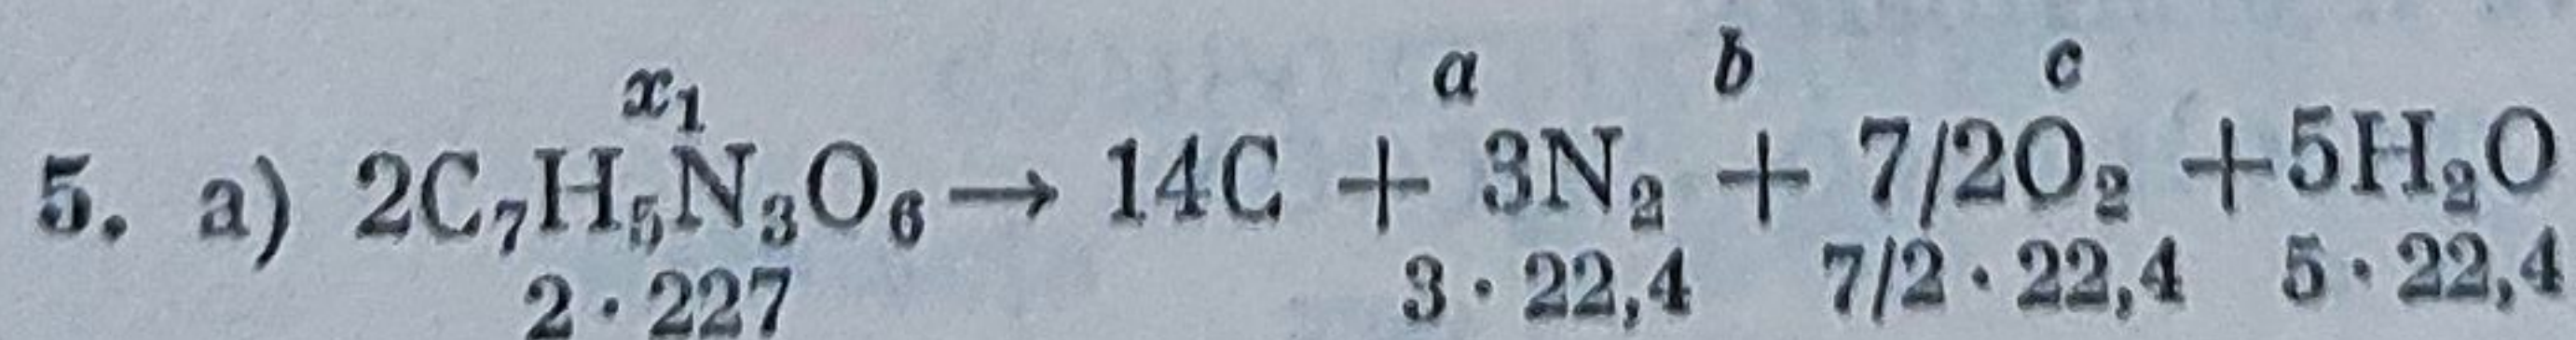 x₁ a b c
5. a) 2C₇H₅N₃O₆ → 14C + 3N₂ + 7/2O₂ +5H₂O
2 · 227 3 · 22,4 7/2 · 22,4 5 · 22,4